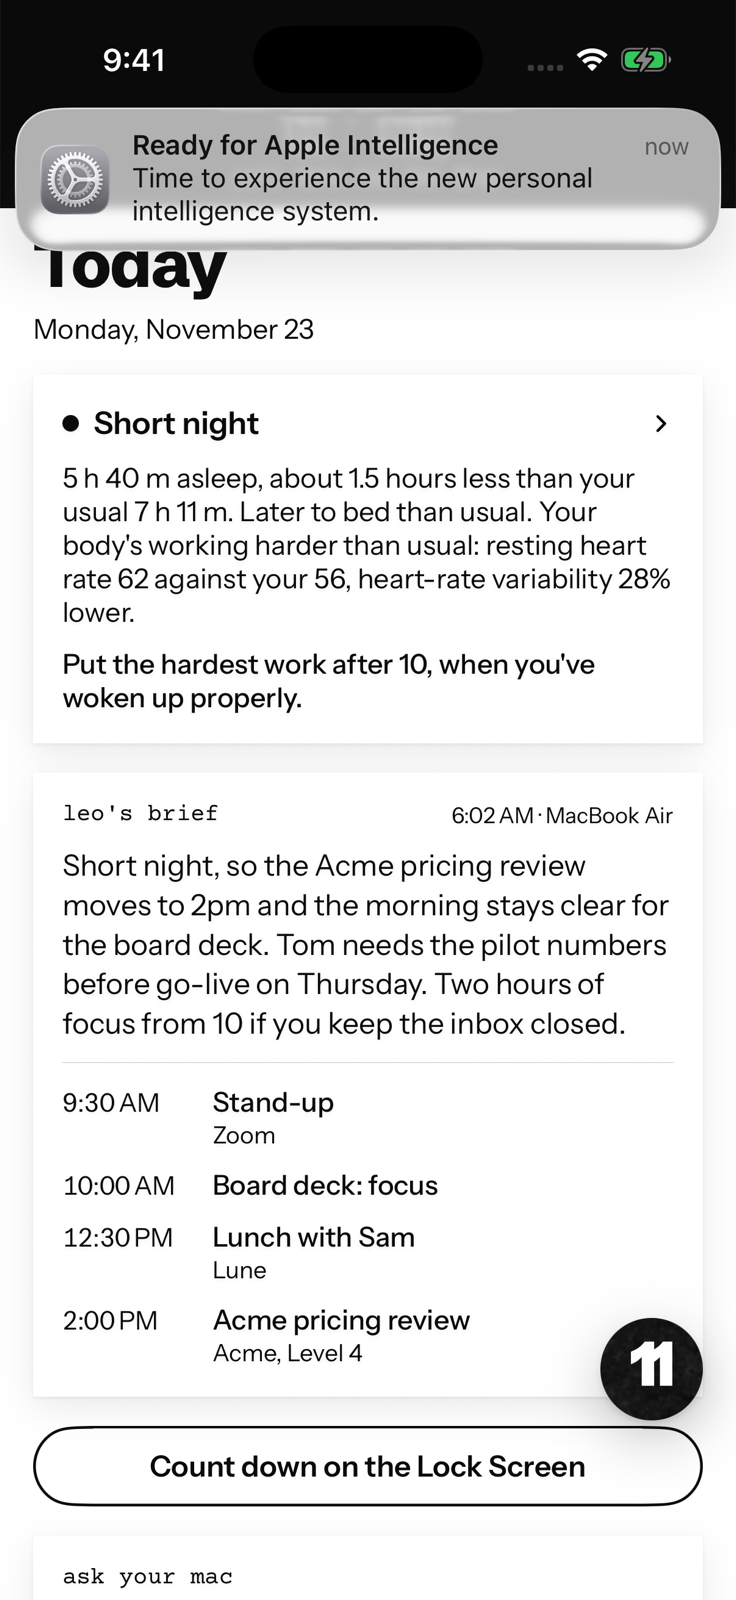 9:41
Ready for Apple Intelligence
now
Time to experience the new personal
intelligence system.
Today
Monday, November 23
Short night
5 h 40 m asleep, about 1.5 hours less than your
usual 7 h 11 m. Later to bed than usual. Your
body's working harder than usual: resting heart
rate 62 against your 56, heart-rate variability 28%
lower.
Put the hardest work after 10, when you've
woken up properly.
leo's brief
6:02 AM · MacBook Air
Short night, so the Acme pricing review
moves to 2pm and the morning stays clear for
the board deck. Tom needs the pilot numbers
before go-live on Thursday. Two hours of
focus from 10 if you keep the inbox closed.
9:30 AM Stand-up
Zoom
10:00 AM Board deck: focus
12:30 PM Lunch with Sam
Lune
2:00 PM Acme pricing review
Acme, Level 4
11
Count down on the Lock Screen
ask your mac